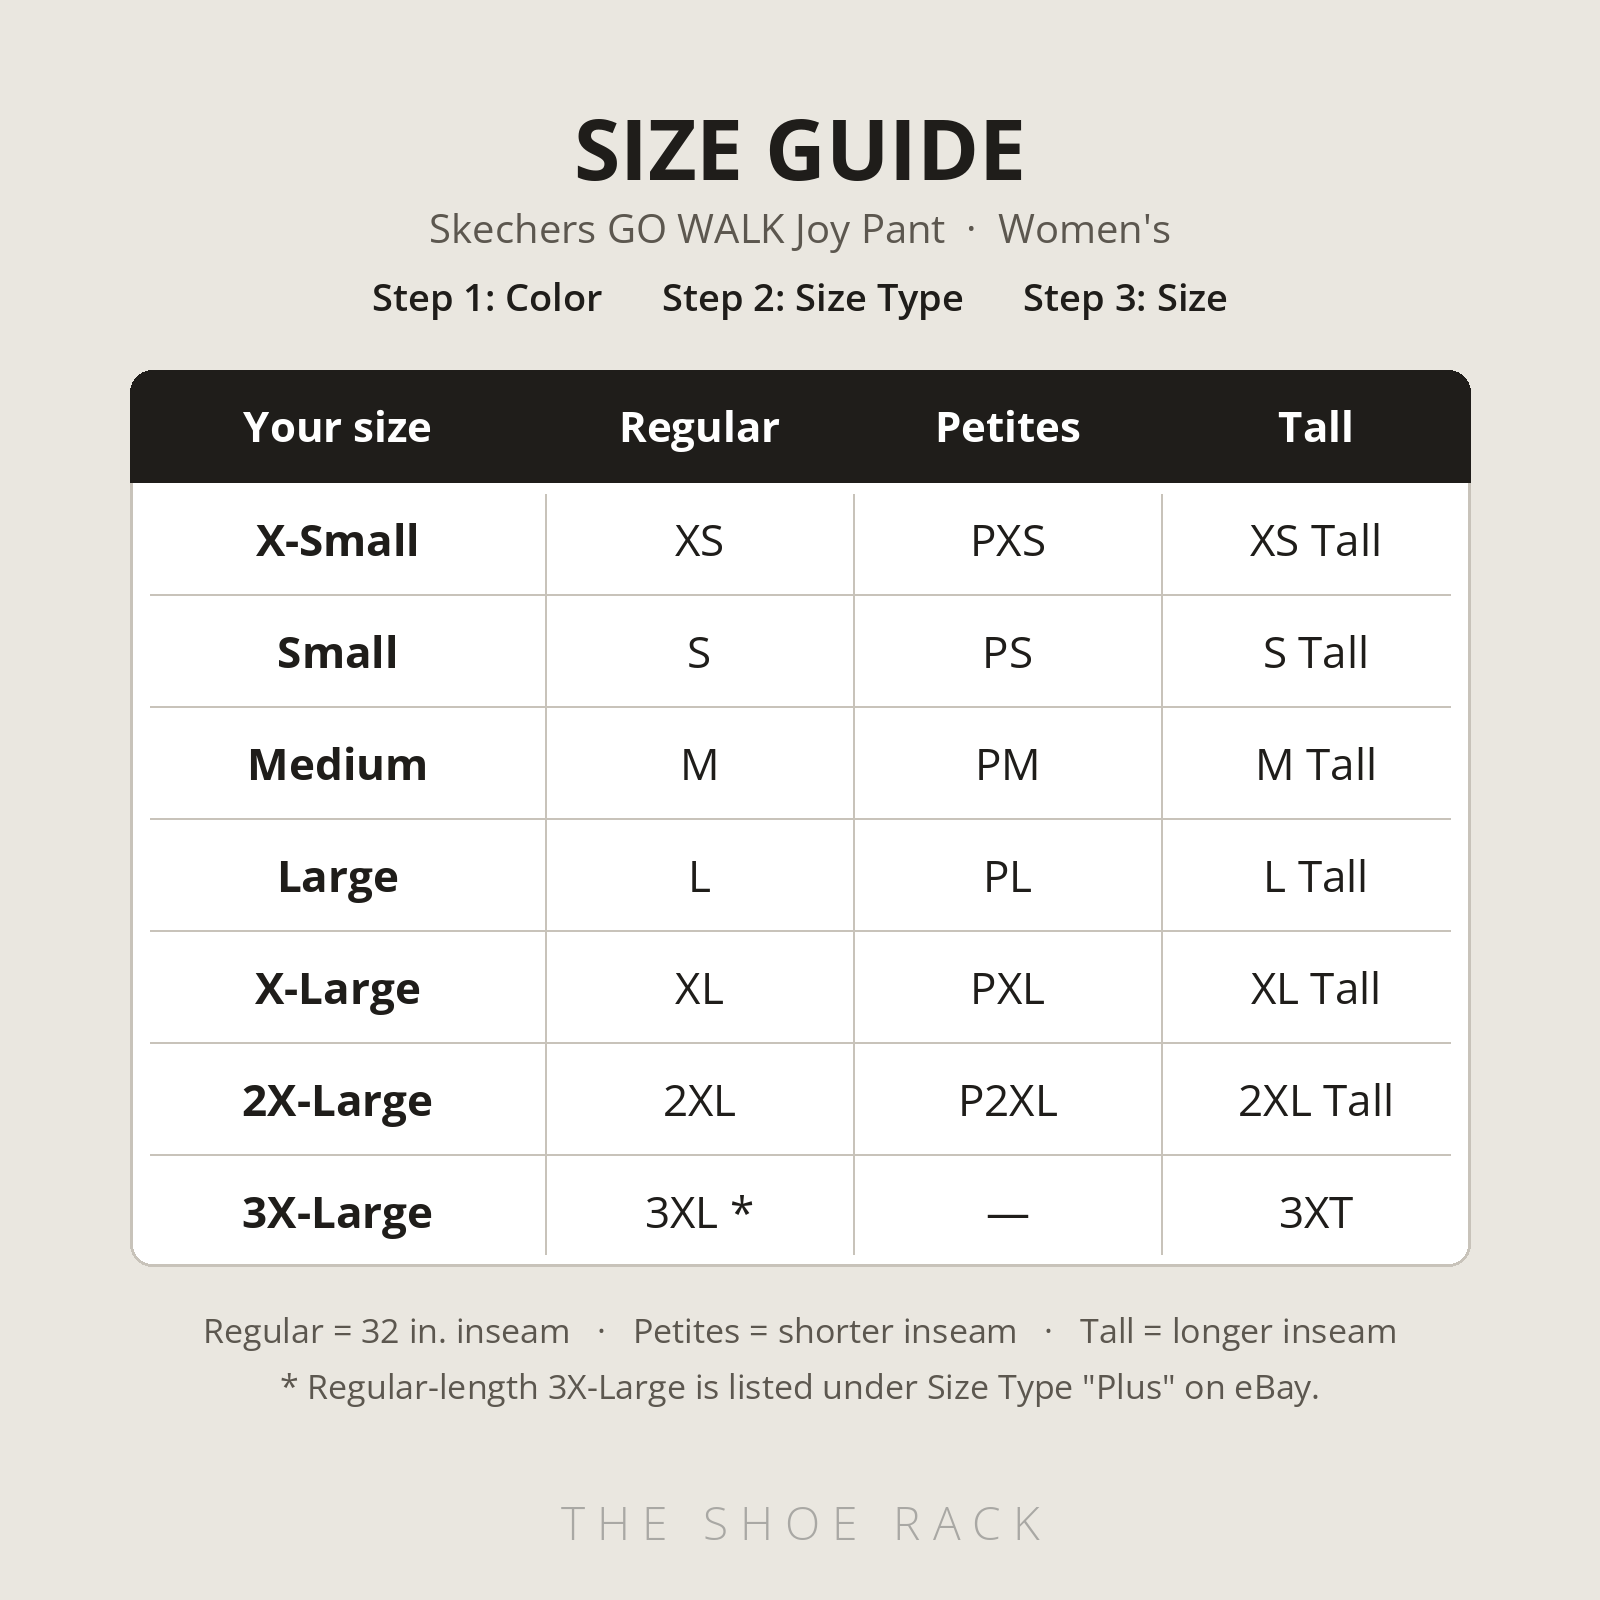 SIZE GUIDE
Skechers GO WALK Joy Pant · Women's
Step 1: Color Step 2: Size Type Step 3: Size
Your size Regular Petites Tall
X-Small XS PXS XS Tall
Small S PS S Tall
Medium M PM M Tall
Large L PL L Tall
X-Large XL PXL XL Tall
2X-Large 2XL P2XL 2XL Tall
3X-Large 3XL * — 3XT
Regular = 32 in. inseam · Petites = shorter inseam · Tall = longer inseam
* Regular-length 3X-Large is listed under Size Type "Plus" on eBay.
THE SHOE RACK